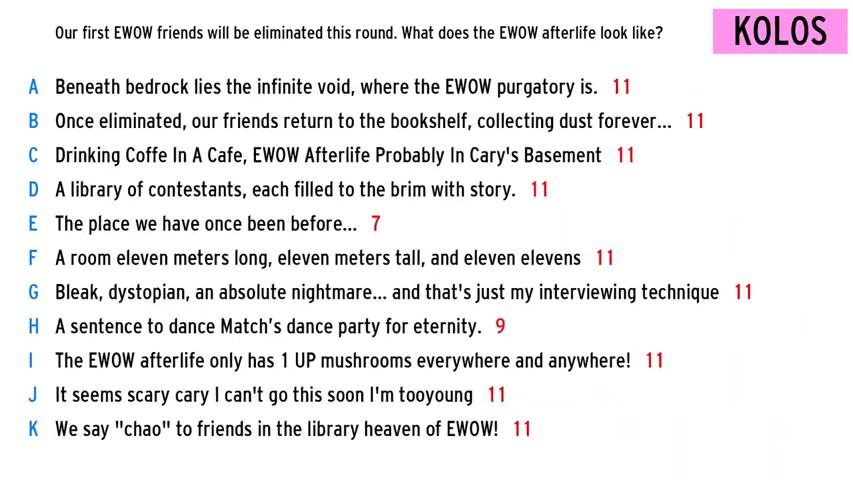 Our first EWOW friends will be eliminated this round. What does the EWOW afterlife look like?
KOLOS
A Beneath bedrock lies the infinite void, where the EWOW purgatory is. 11
B Once eliminated, our friends return to the bookshelf, collecting dust forever... 11
C Drinking Coffe In A Cafe, EWOW Afterlife Probably In Cary's Basement 11
D A library of contestants, each filled to the brim with story. 11
E The place we have once been before... 7
F A room eleven meters long, eleven meters tall, and eleven elevens 11
G Bleak, dystopian, an absolute nightmare... and that's just my interviewing technique 11
H A sentence to dance Match’s dance party for eternity. 9
I The EWOW afterlife only has 1 UP mushrooms everywhere and anywhere! 11
J It seems scary cary I can't go this soon I'm tooyoung 11
K We say "chao" to friends in the library heaven of EWOW! 11